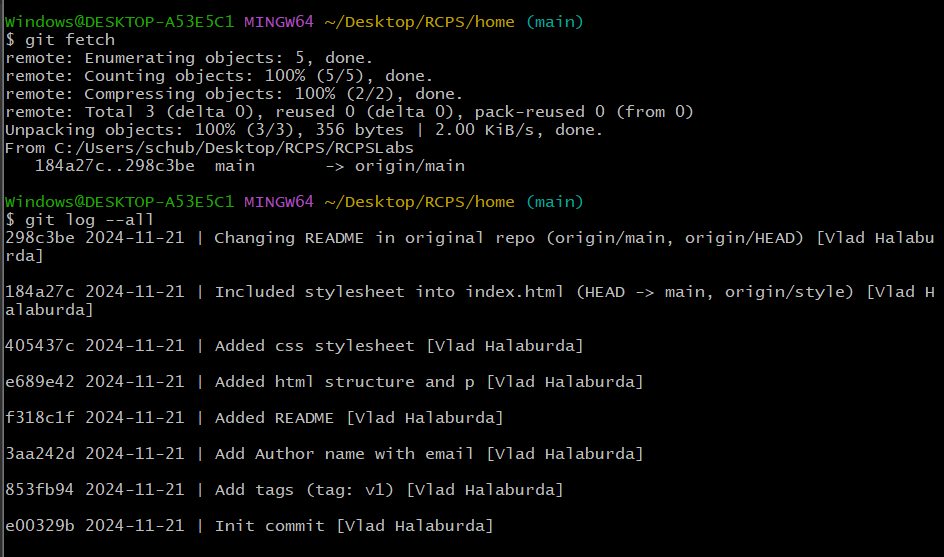 Windows@DESKTOP-A53E5C1 MINGW64 ~/Desktop/RCPS/home (main)
$ git fetch
remote: Enumerating objects: 5, done.
remote: Counting objects: 100% (5/5), done.
remote: Compressing objects: 100% (2/2), done.
remote: Total 3 (delta 0), reused 0 (delta 0), pack-reused 0 (from 0)
Unpacking objects: 100% (3/3), 356 bytes | 2.00 KiB/s, done.
From C:/Users/schub/Desktop/RCPS/RCPSLabs
   184a27c..298c3be  main       -> origin/main

Windows@DESKTOP-A53E5C1 MINGW64 ~/Desktop/RCPS/home (main)
$ git log --all
298c3be 2024-11-21 | Changing README in original repo (origin/main, origin/HEAD) [Vlad Halabu
rda]

184a27c 2024-11-21 | Included stylesheet into index.html (HEAD -> main, origin/style) [Vlad H
alaburda]

405437c 2024-11-21 | Added css stylesheet [Vlad Halaburda]

e689e42 2024-11-21 | Added html structure and p [Vlad Halaburda]

f318c1f 2024-11-21 | Added README [Vlad Halaburda]

3aa242d 2024-11-21 | Add Author name with email [Vlad Halaburda]

853fb94 2024-11-21 | Add tags (tag: v1) [Vlad Halaburda]

e00329b 2024-11-21 | Init commit [Vlad Halaburda]